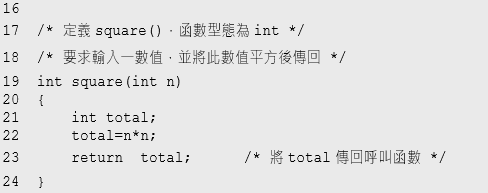 16
17 /* 定義 square()，函數型態為 int */
18 /* 要求輸入一數值，並將此數值平方後傳回 */
19 int square(int n)
20 {
21     int total;
22     total=n*n;
23     return  total;      /* 將 total 傳回呼叫函數 */
24 }